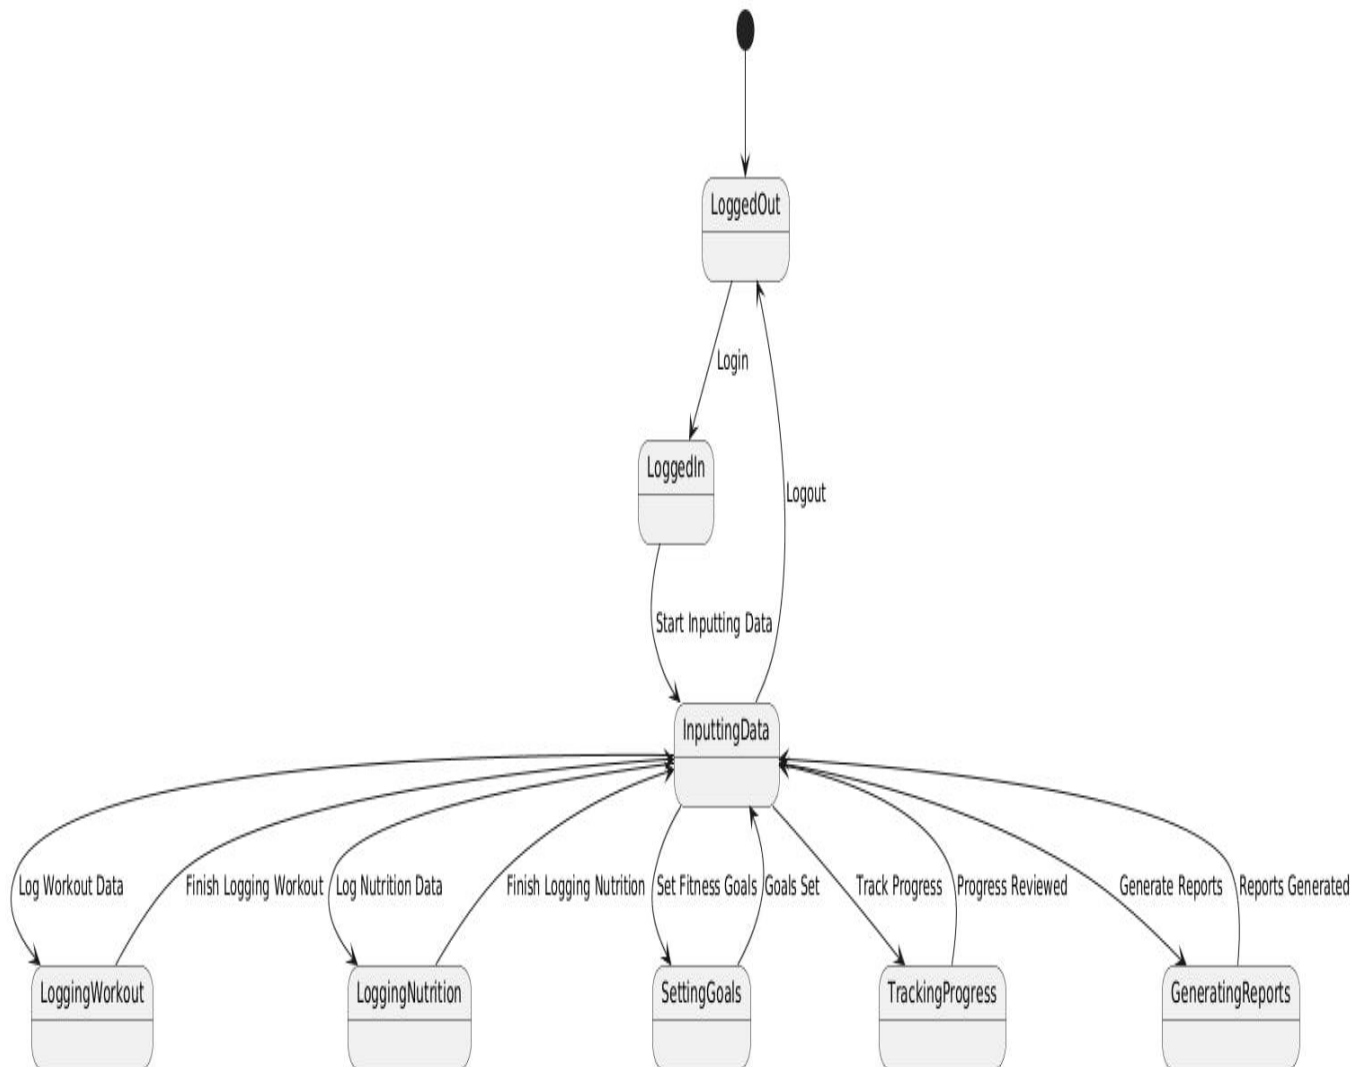 LoggedOut
Login
LoggedIn
Logout
Start Inputting Data
InputtingData
Log Workout Data
Finish Logging Workout
Log Nutrition Data
Finish Logging Nutrition
Set Fitness Goals
Goals Set
Track Progress
Progress Reviewed
Generate Reports
Reports Generated
LoggingWorkout
LoggingNutrition
SettingGoals
TrackingProgress
GeneratingReports